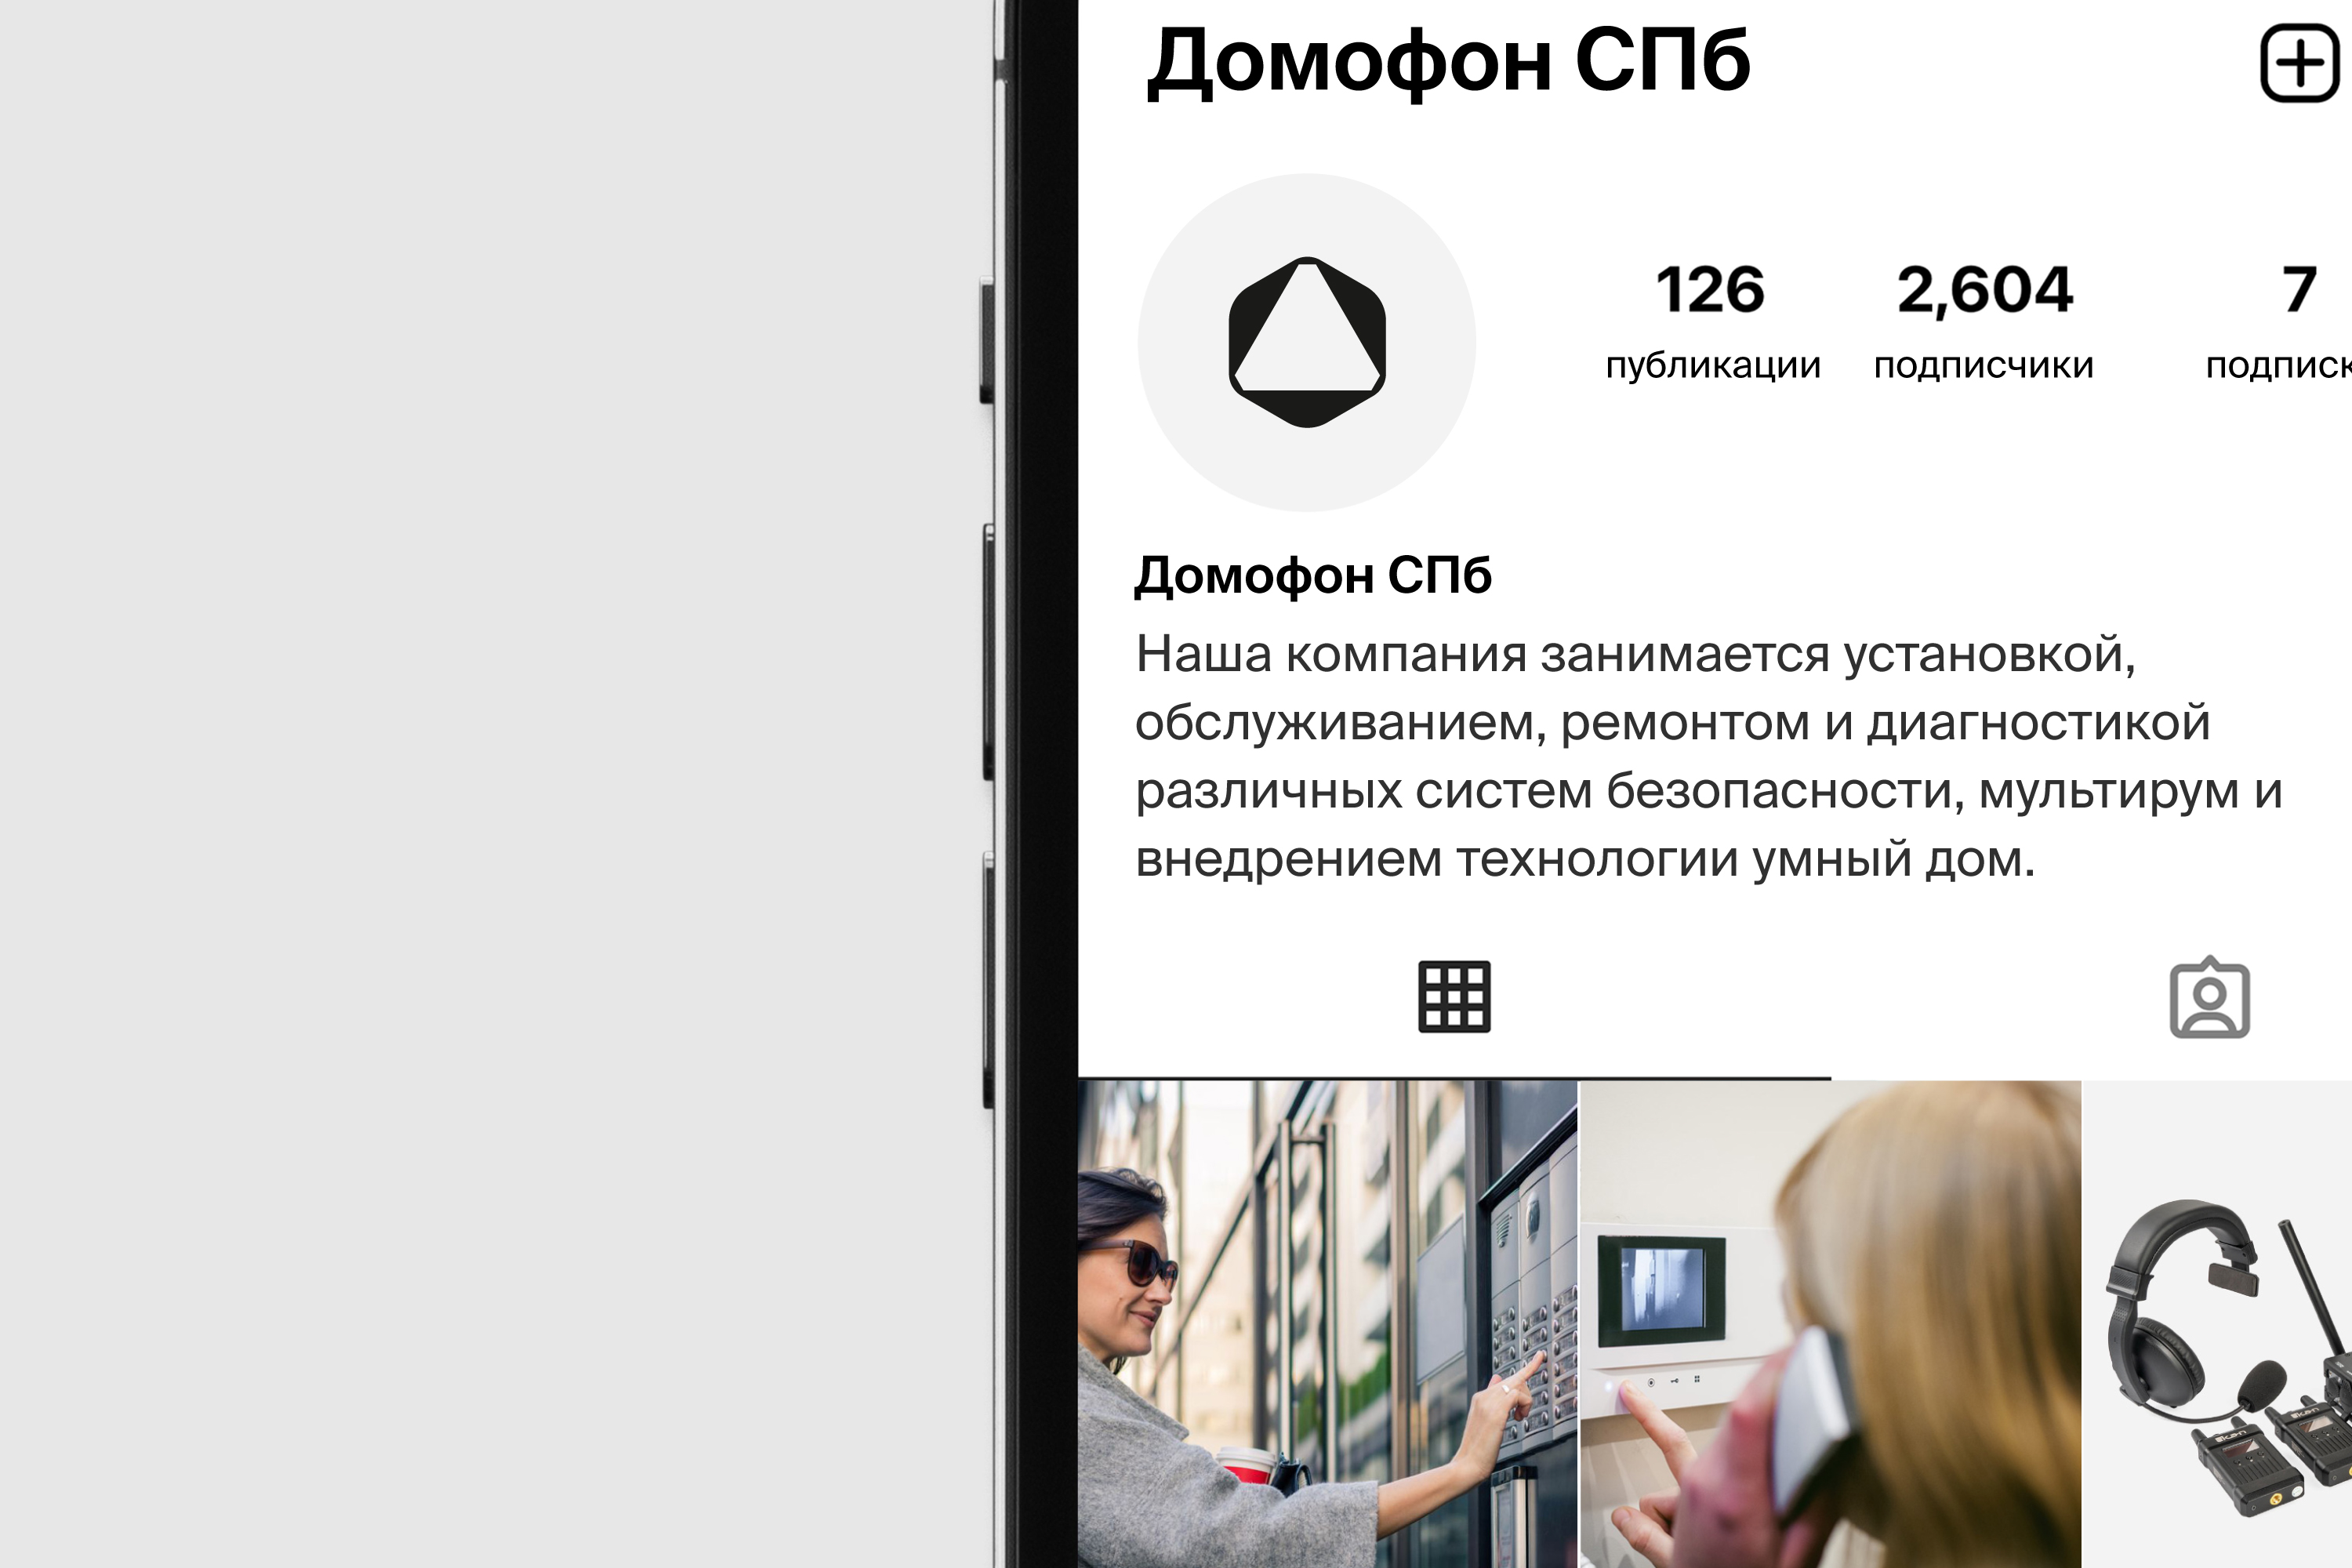 Домофон СПб
126 2,604 7
публикации подписчики подписк
Домофон СПб
Наша компания занимается установкой,
обслуживанием, ремонтом и диагностикой
различных систем безопасности, мультирум и
внедрением технологии умный дом.